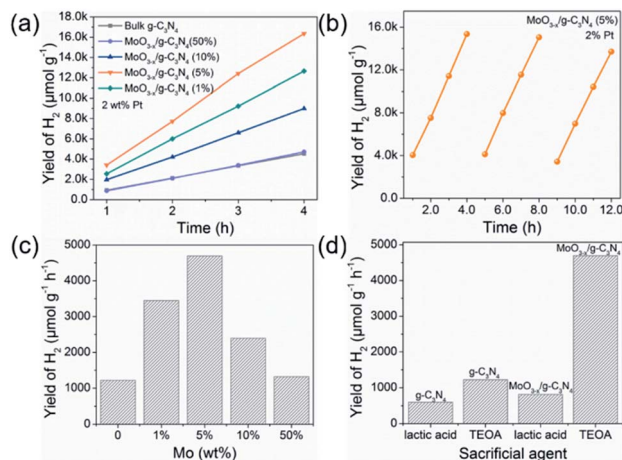 (a)
Yield of H₂ (μmol g⁻¹)
18.0k
16.0k
14.0k
12.0k
10.0k
8.0k
6.0k
4.0k
2.0k
0.0
Bulk g-C₃N₄
MoO₃₋ₓ/g-C₃N₄(50%)
MoO₃₋ₓ/g-C₃N₄ (10%)
MoO₃₋ₓ/g-C₃N₄ (5%)
MoO₃₋ₓ/g-C₃N₄ (1%)
2 wt% Pt
1 2 3 4
Time (h)
(b)
Yield of H₂ (μmol g⁻¹)
16.0k
12.0k
8.0k
4.0k
0.0
MoO₃₋ₓ/g-C₃N₄ (5%)
2% Pt
2.0 4.0 6.0 8.0 10.0 12.0
Time (h)
(c)
Yield of H₂ (μmol g⁻¹ h⁻¹)
5000
4000
3000
2000
1000
0
0 1% 5% 10% 50%
Mo (wt%)
(d)
Yield of H₂ (μmol g⁻¹ h⁻¹)
5000
4000
3000
2000
1000
0
g-C₃N₄
g-C₃N₄
MoO₃₋ₓ/g-C₃N₄
MoO₃₋ₓ/g-C₃N₄
lactic acid TEOA lactic acid TEOA
Sacrificial agent